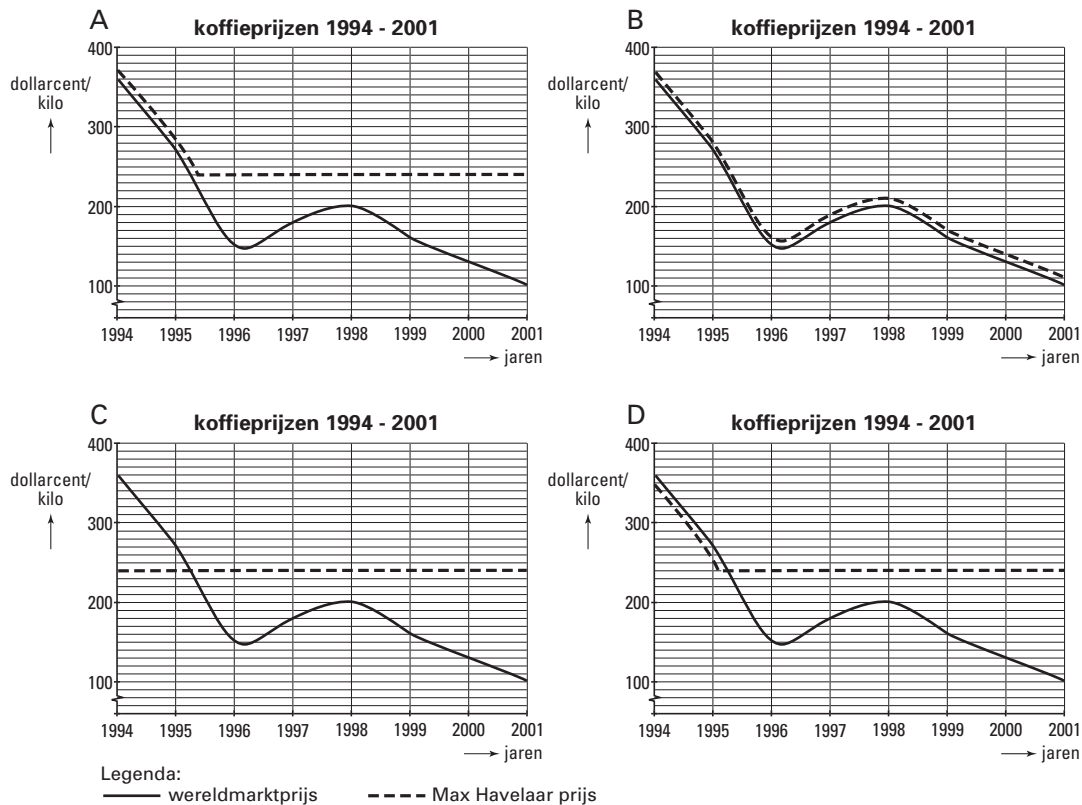 A
koffieprijzen 1994 - 2001
400
dollarcent/
kilo
300
200
100
1994 1995 1996 1997 1998 1999 2000 2001
jaren
B
koffieprijzen 1994 - 2001
400
dollarcent/
kilo
300
200
100
1994 1995 1996 1997 1998 1999 2000 2001
jaren
C
koffieprijzen 1994 - 2001
400
dollarcent/
kilo
300
200
100
1994 1995 1996 1997 1998 1999 2000 2001
jaren
D
koffieprijzen 1994 - 2001
400
dollarcent/
kilo
300
200
100
1994 1995 1996 1997 1998 1999 2000 2001
jaren
Legenda:
wereldmarktprijs Max Havelaar prijs